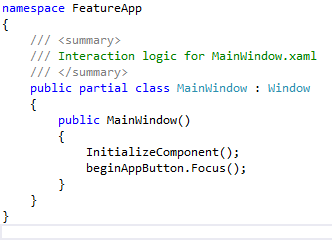 namespace FeatureApp
{
    /// <summary>
    /// Interaction logic for MainWindow.xaml
    /// </summary>
    public partial class MainWindow : Window
    {
        public MainWindow()
        {
            InitializeComponent();
            beginAppButton.Focus();
        }
    }
}